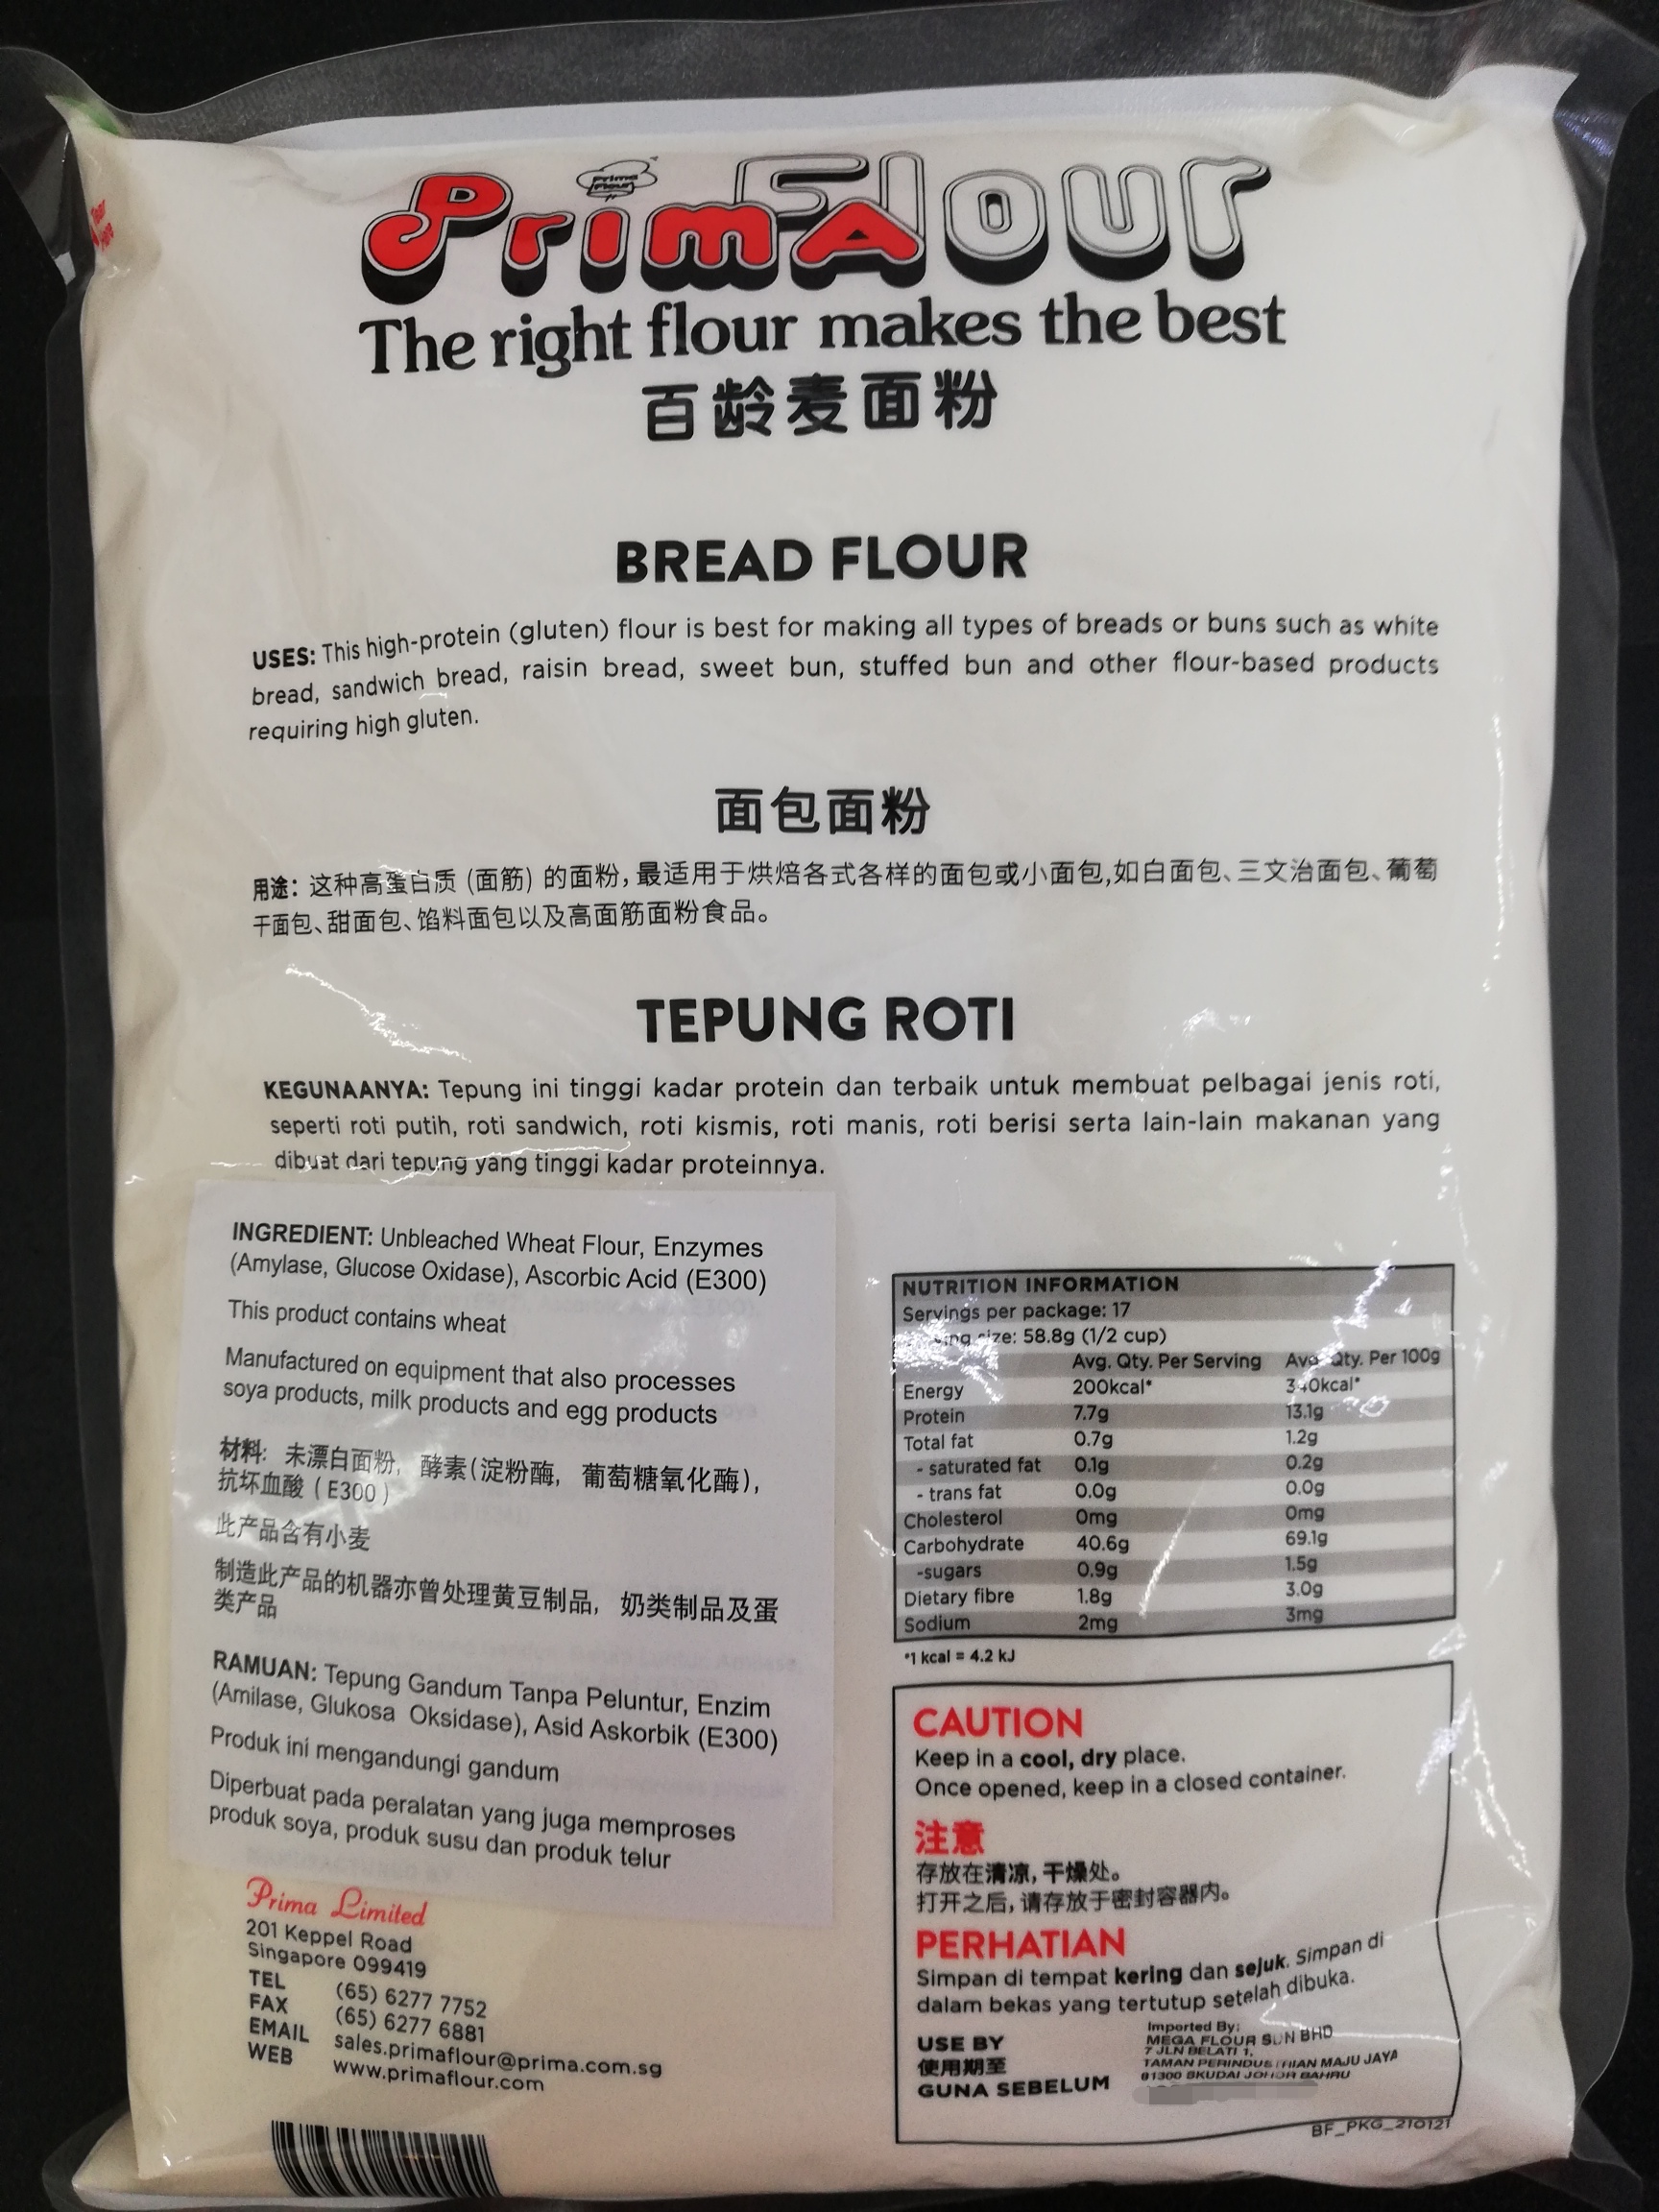 Prima Flour
PrimA Flour
The right flour makes the best
百龄麦面粉
BREAD FLOUR
USES: This high-protein (gluten) flour is best for making all types of breads or buns such as white
bread, sandwich bread, raisin bread, sweet bun, stuffed bun and other flour-based products
requiring high gluten.
面包面粉
用途：这种高蛋白质 (面筋) 的面粉，最适用于烘焙各式各样的面包或小面包,如白面包、三文治面包、葡萄
干面包、甜面包、馅料面包以及高面筋面粉食品。
TEPUNG ROTI
KEGUNAANYA: Tepung ini tinggi kadar protein dan terbaik untuk membuat pelbagai jenis roti,
seperti roti putih, roti sandwich, roti kismis, roti manis, roti berisi serta lain-lain makanan yang
dibuat dari tepung yang tinggi kadar proteinnya.
INGREDIENT: Unbleached Wheat Flour, Enzymes
(Amylase, Glucose Oxidase), Ascorbic Acid (E300)
This product contains wheat
Manufactured on equipment that also processes
soya products, milk products and egg products
材料: 未漂白面粉, 酵素(淀粉酶, 葡萄糖氧化酶),
抗坏血酸 (E300)
此产品含有小麦
制造此产品的机器亦曾处理黄豆制品, 奶类制品及蛋
类产品
RAMUAN: Tepung Gandum Tanpa Peluntur, Enzim
(Amilase, Glukosa Oksidase), Asid Askorbik (E300)
Produk ini mengandungi gandum
Diperbuat pada peralatan yang juga memproses
produk soya, produk susu dan produk telur
Prima Limited
201 Keppel Road
Singapore 099419
TEL (65) 6277 7752
FAX (65) 6277 6881
EMAIL sales.primaflour@prima.com.sg
WEB www.primaflour.com
NUTRITION INFORMATION
Servings per package: 17
size: 58.8g (1/2 cup)
Avg. Qty. Per Serving Avg. Qty. Per 100g
Energy 200kcal* 340kcal*
Protein 7.7g 13.1g
Total fat 0.7g 1.2g
- saturated fat 0.1g 0.2g
- trans fat 0.0g 0.0g
Cholesterol 0mg 0mg
Carbohydrate 40.6g 69.1g
-sugars 0.9g 1.5g
Dietary fibre 1.8g 3.0g
Sodium 2mg 3mg
*1 kcal = 4.2 kJ
CAUTION
Keep in a cool, dry place.
Once opened, keep in a closed container.
注意
存放在清凉，干燥处。
打开之后，请存放于密封容器内。
PERHATIAN
Simpan di tempat kering dan sejuk. Simpan di
dalam bekas yang tertutup setelah dibuka.
USE BY
使用期至
GUNA SEBELUM
Imported By:
MEGA FLOUR SDN BHD
7 JLN BELATI 1,
TAMAN PERINDUSTRIAN MAJU JAYA
81300 SKUDAI JOHOR BAHRU
BF_PKG_210121